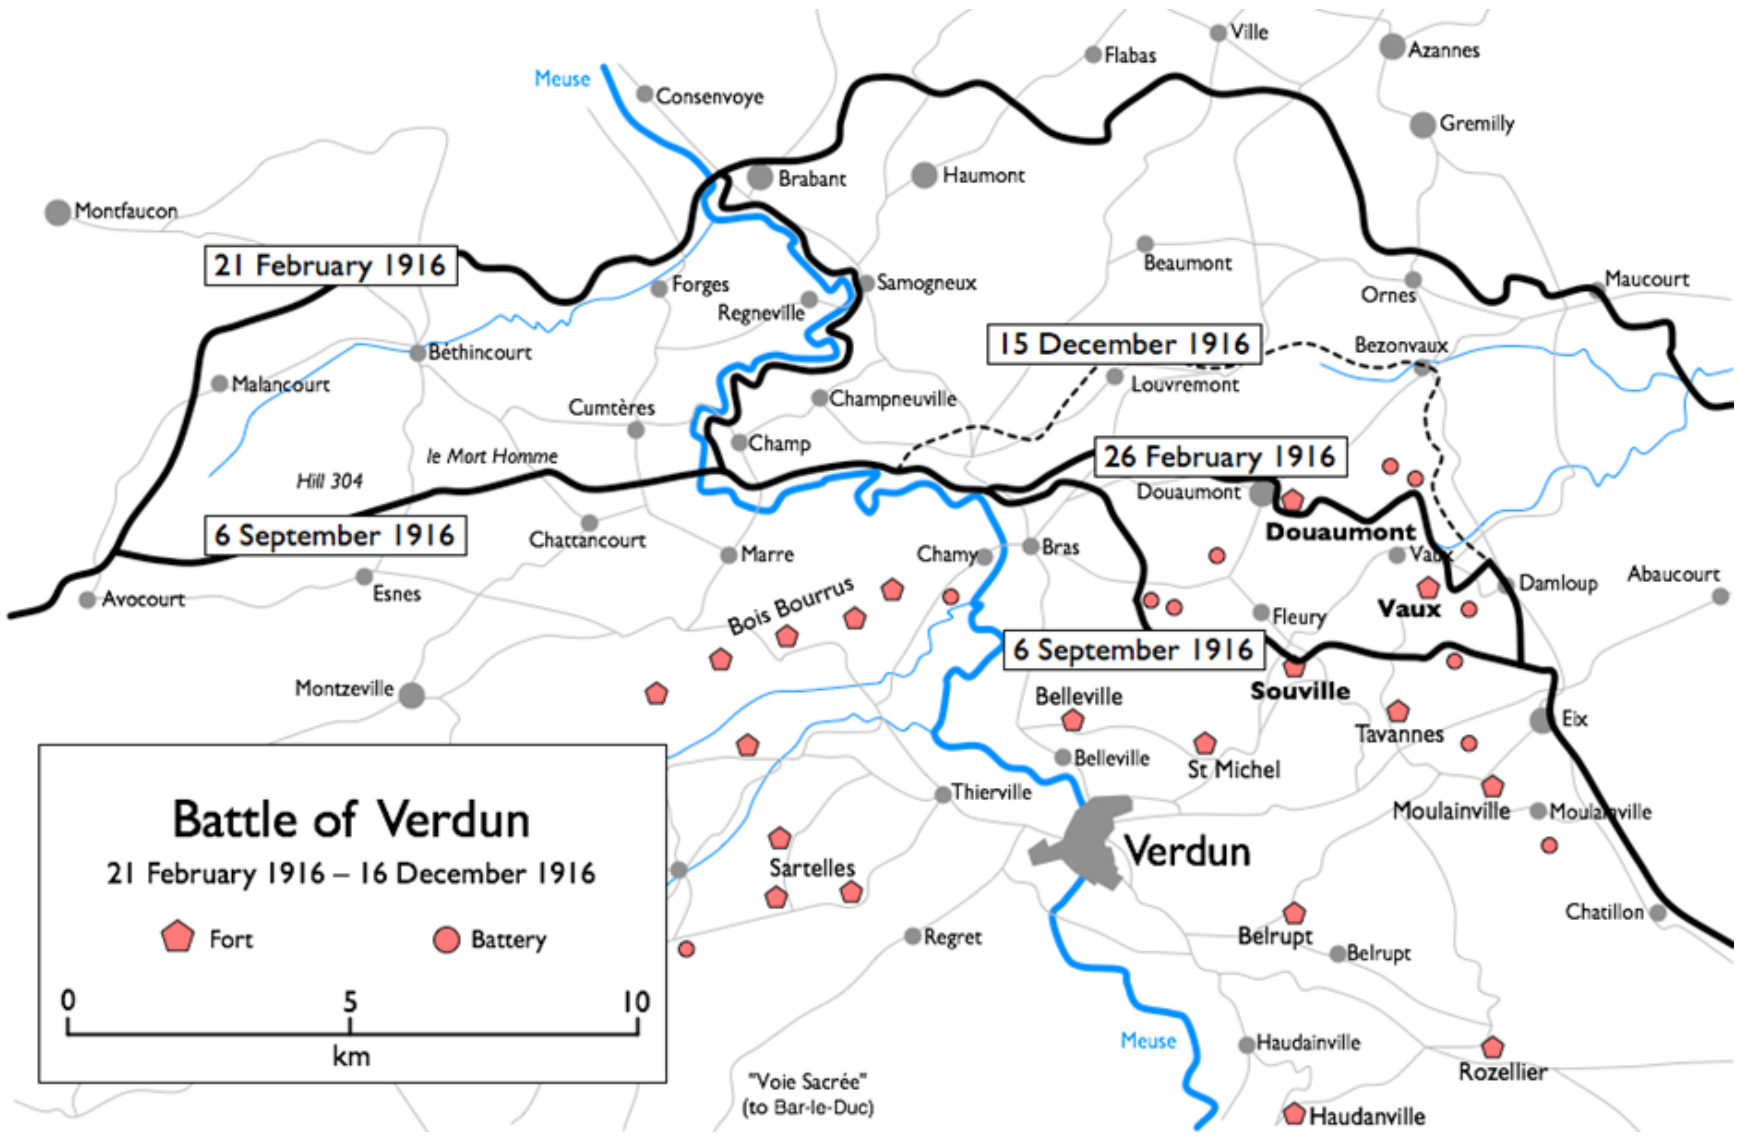 Ville
Azannes
Flabas
Meuse
Consenvoye
Gremilly
Brabant
Haumont
Montfaucon
21 February 1916
Beaumont
Forges
Samogneux
Ornes
Maucourt
Regneville
15 December 1916
Bezonvaux
Béthincourt
Malancourt
Louvremont
Champneuville
Cumtères
Champ
le Mort Homme
26 February 1916
Hill 304
Douaumont
6 September 1916
Chattancourt
Douaumont
Marre
Chamy
Bras
Vaux
Avocourt
Esnes
Damloup
Abaucourt
Bois Bourrus
Vaux
Fleury
6 September 1916
Montzeville
Belleville
Souville
Eix
Tavannes
Belleville
St Michel
Thierville
Moulainville
Moulainville
Battle of Verdun
21 February 1916 – 16 December 1916
Verdun
Sartelles
Fort
Battery
Regret
Belrupt
Belrupt
Chatillon
0 5 10
km
Meuse
Haudainville
Rozellier
"Voie Sacrée"
(to Bar-le-Duc)
Haudanville